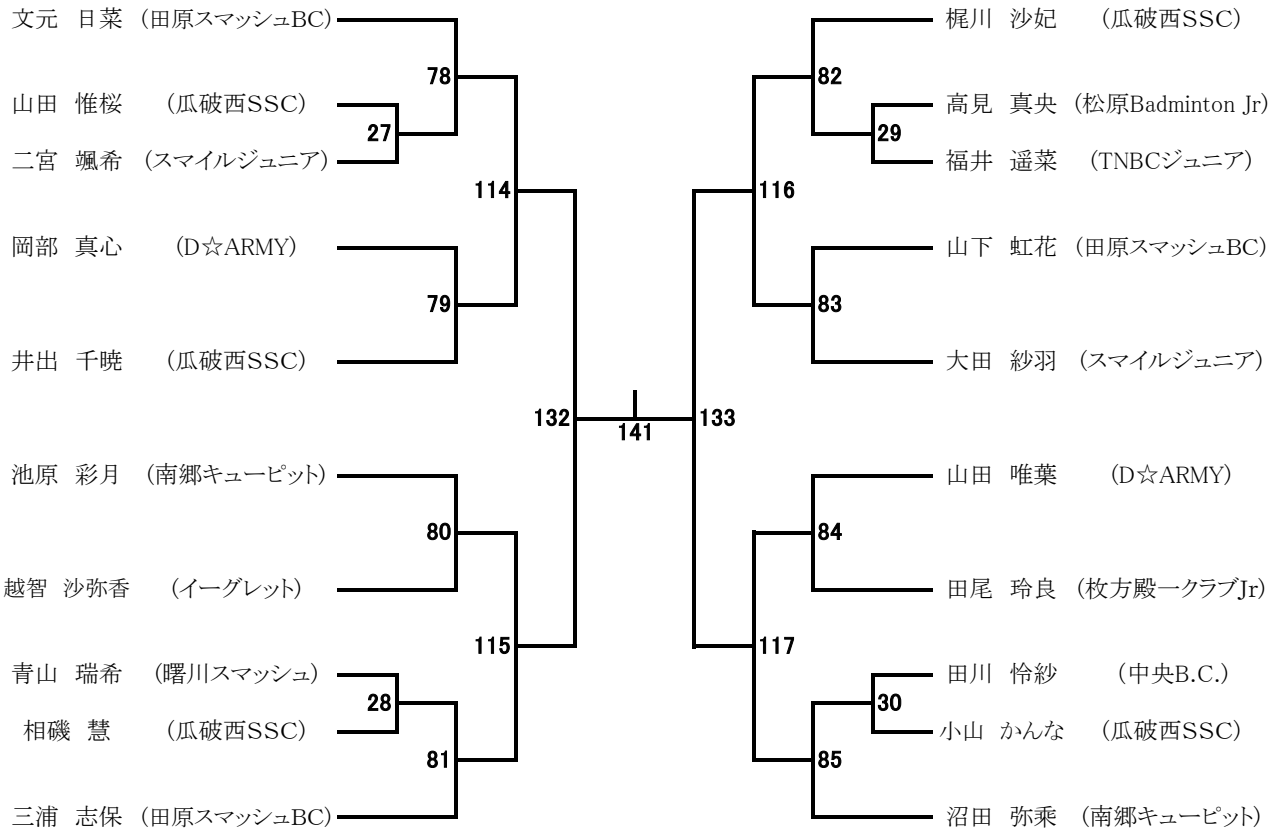 文元 日菜 (田原スマッシュBC)
78
山田 惟桜 (瓜破西SSC)
27
二宮 颯希 (スマイルジュニア)
114
岡部 真心 (D☆ARMY)
79
井出 千暁 (瓜破西SSC)
132
池原 彩月 (南郷キューピット)
80
越智 沙弥香 (イーグレット)
115
青山 瑞希 (曙川スマッシュ)
28
相磯 慧 (瓜破西SSC)
81
三浦 志保 (田原スマッシュBC)
141
梶川 沙妃 (瓜破西SSC)
82
高見 真央 (松原Badminton Jr)
29
福井 遥菜 (TNBCジュニア)
116
山下 虹花 (田原スマッシュBC)
83
大田 紗羽 (スマイルジュニア)
133
山田 唯葉 (D☆ARMY)
84
田尾 玲良 (枚方殿一クラブJr)
117
田川 怜紗 (中央B.C.)
30
小山 かんな (瓜破西SSC)
85
沼田 弥乗 (南郷キューピット)